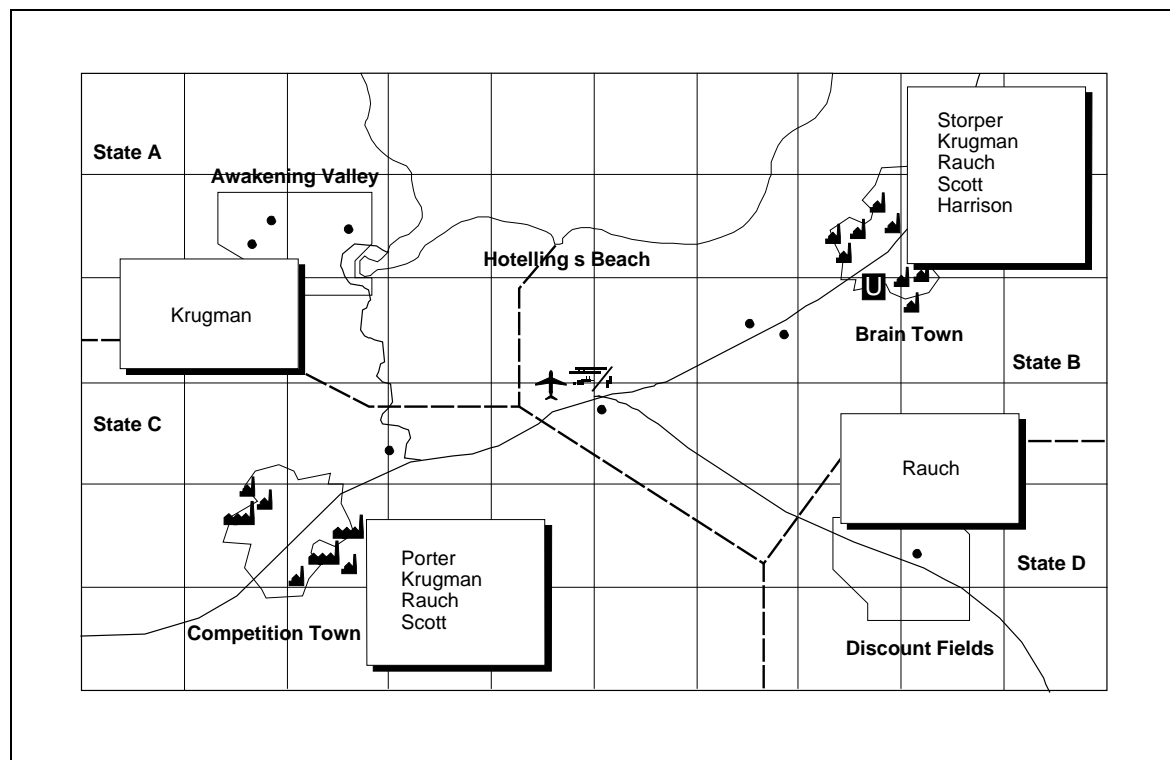 State A
Awakening Valley
Storper
Krugman
Rauch
Scott
Harrison
Hotelling s Beach
U
Krugman
Brain Town
State B
State C
Rauch
Porter
Krugman
Rauch
Scott
State D
Competition Town
Discount Fields